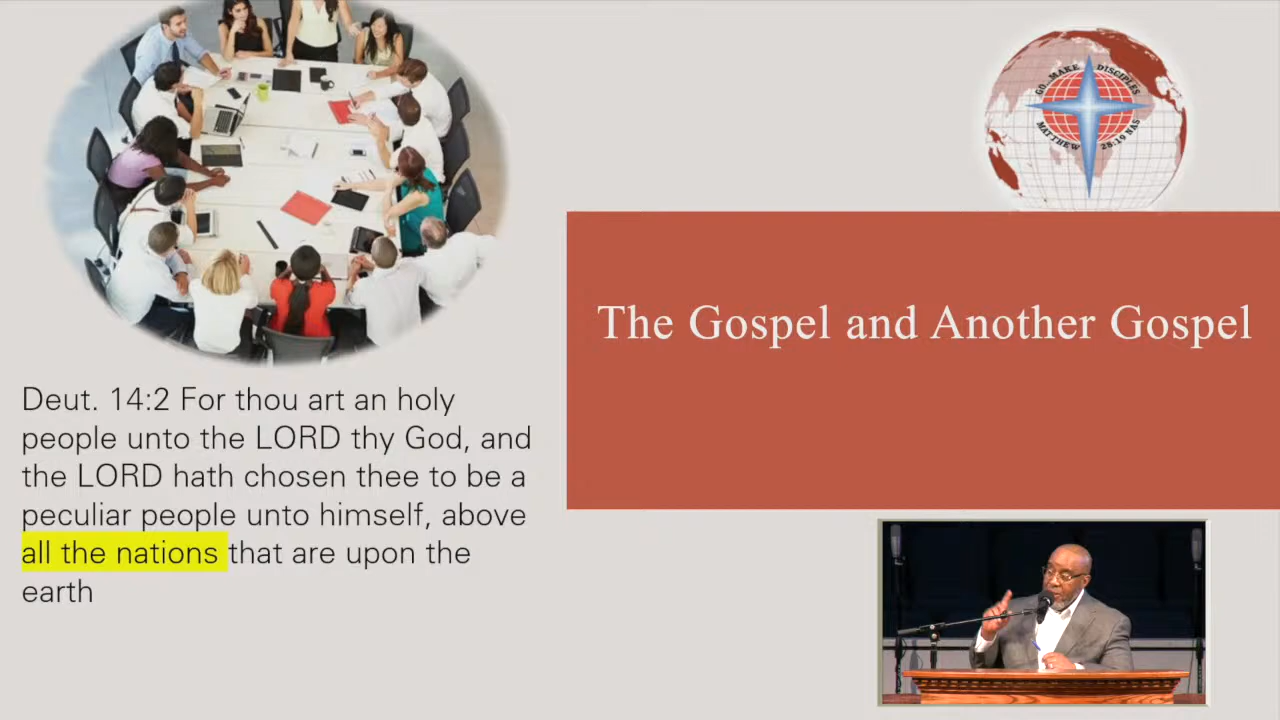 GO MAKE DISCIPLES
MATTHEW 28:19 NAS
The Gospel and Another Gospel
Deut. 14:2 For thou art an holy
people unto the LORD thy God, and
the LORD hath chosen thee to be a
peculiar people unto himself, above
all the nations that are upon the
earth